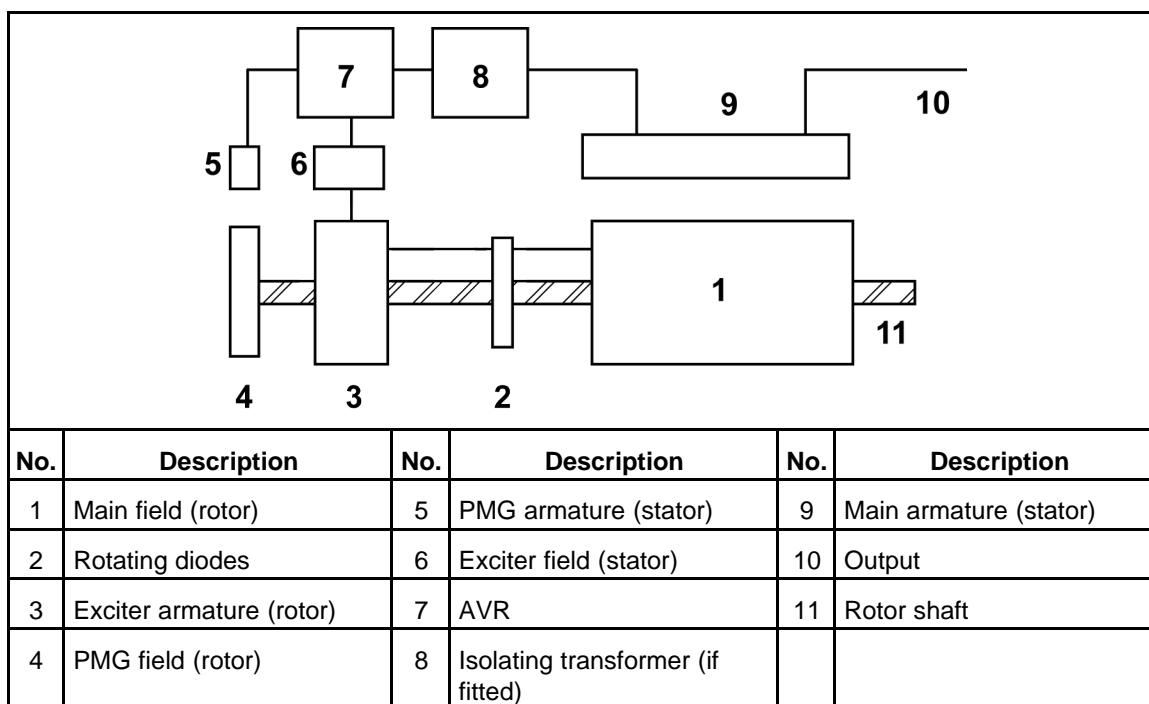 7 8 9 10
5 6
1
11
4 3 2
No. Description No. Description No. Description
1 Main field (rotor) 5 PMG armature (stator) 9 Main armature (stator)
2 Rotating diodes 6 Exciter field (stator) 10 Output
3 Exciter armature (rotor) 7 AVR 11 Rotor shaft
4 PMG field (rotor) 8 Isolating transformer (if
fitted)